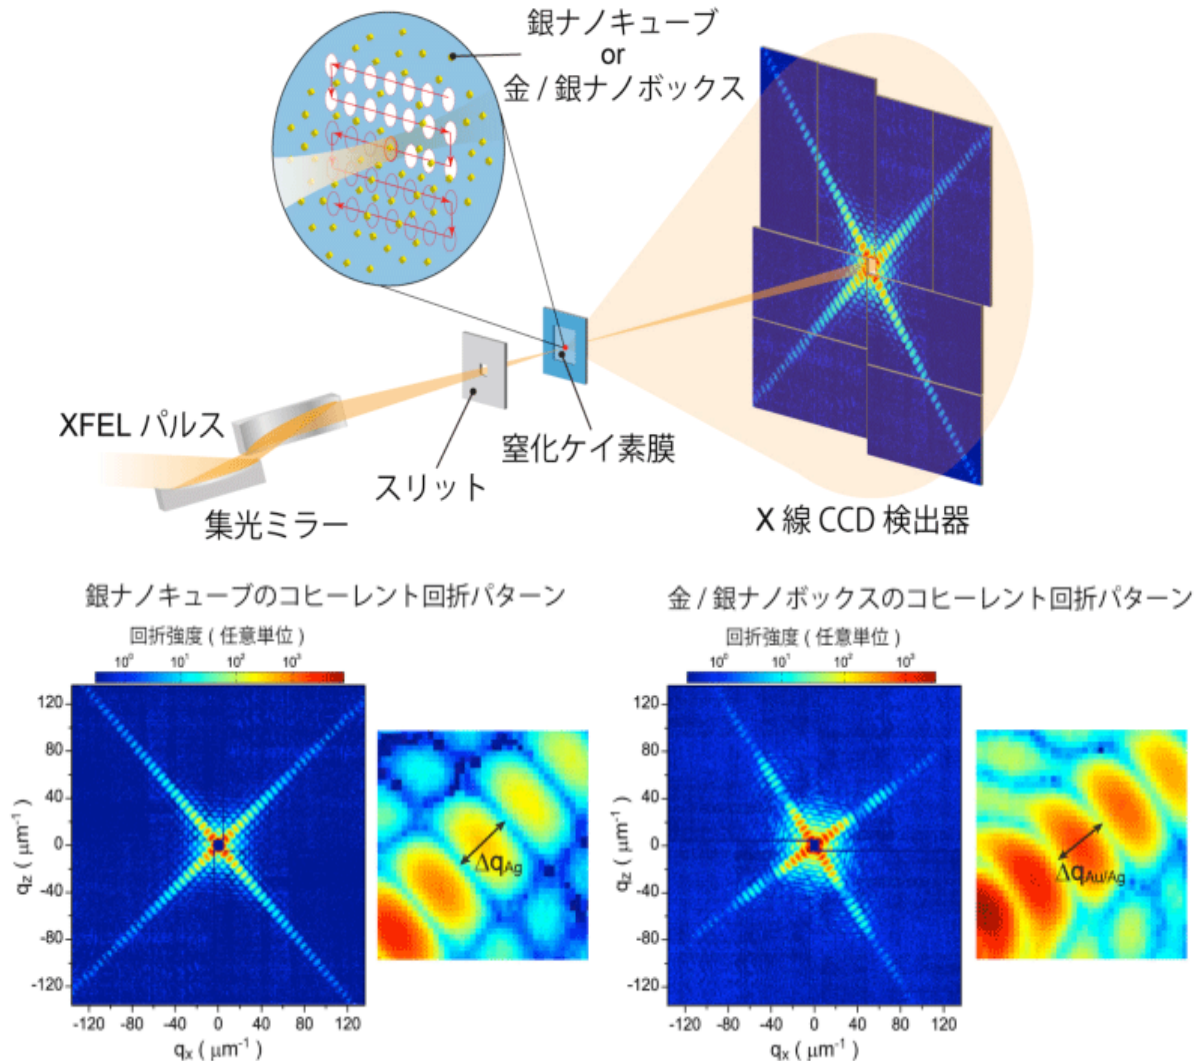 銀ナノキューブ
or
金 / 銀ナノボックス
XFEL パルス
集光ミラー
スリット
窒化ケイ素膜
X 線 CCD 検出器
銀ナノキューブのコヒーレント回折パターン
回折強度 ( 任意単位 )
10⁰ 10¹ 10² 10³
120
80
40
0
-40
-80
-120
qz ( μm⁻¹ )
-120 -80 -40 0 40 80 120
qx ( μm⁻¹ )
ΔqAg
金 / 銀ナノボックスのコヒーレント回折パターン
回折強度 ( 任意単位 )
10⁰ 10¹ 10² 10³
120
80
40
0
-40
-80
-120
qz ( μm⁻¹ )
-120 -80 -40 0 40 80 120
qx ( μm⁻¹ )
ΔqAu/Ag